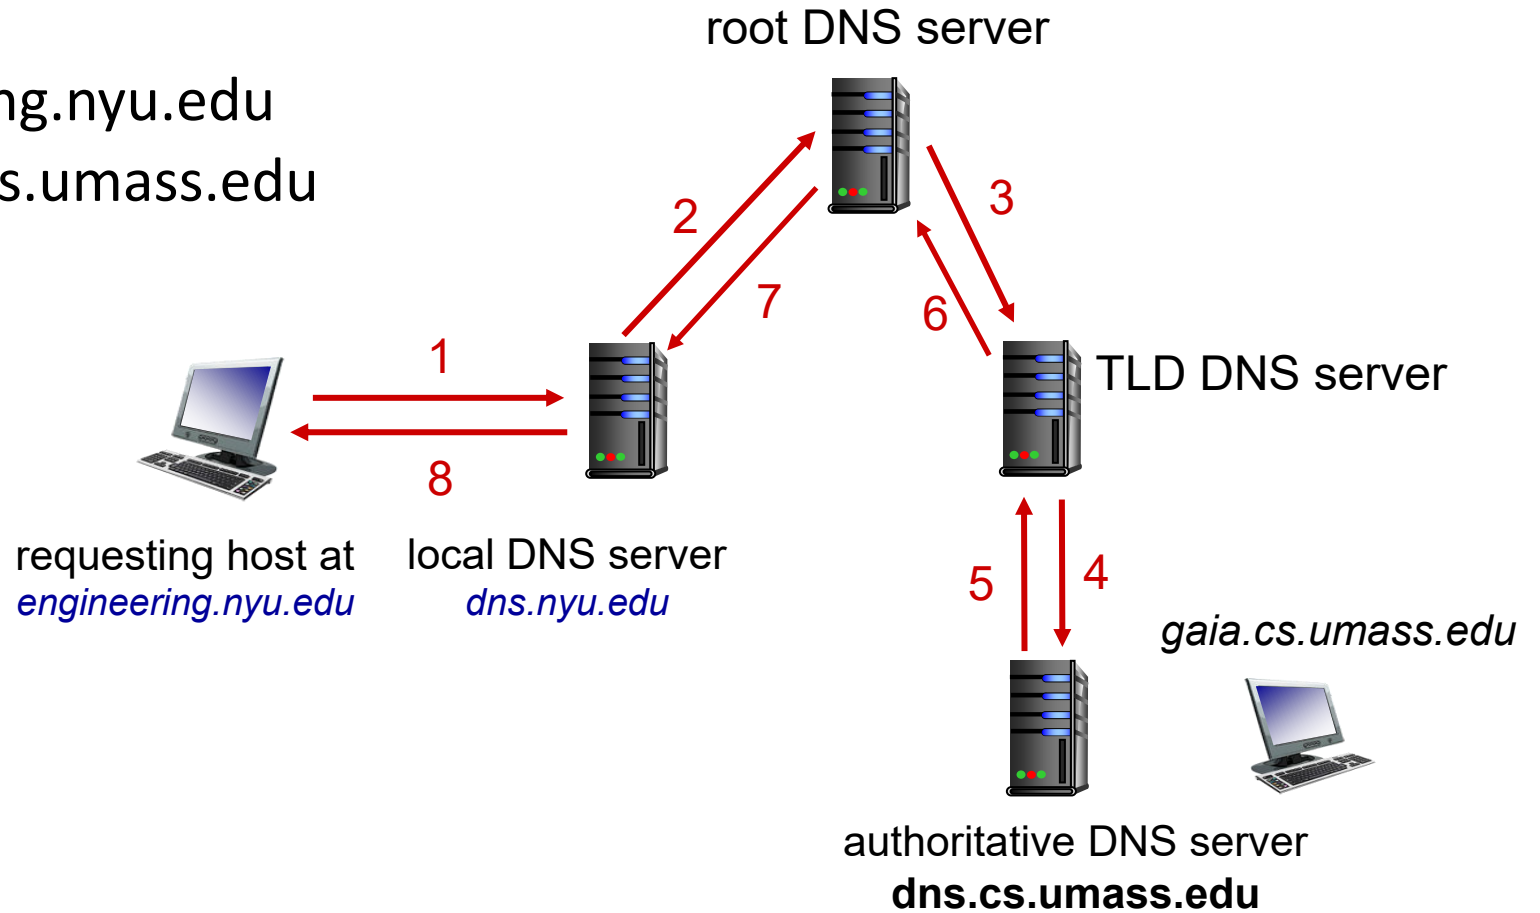 root DNS server
ng.nyu.edu
s.umass.edu
2
3
7
6
1
TLD DNS server
8
requesting host at
engineering.nyu.edu
local DNS server
dns.nyu.edu
5
4
gaia.cs.umass.edu
authoritative DNS server
dns.cs.umass.edu